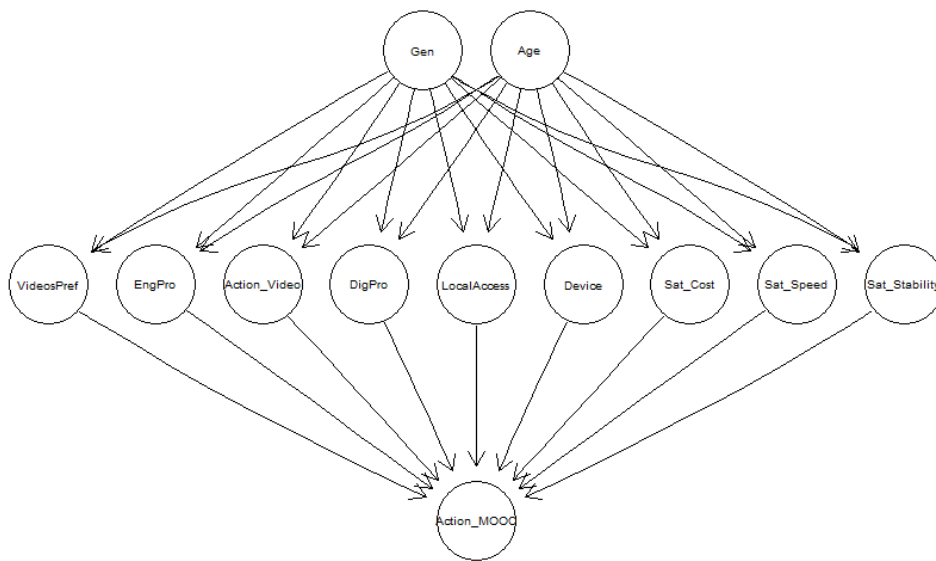 Gen
Age
VideosPref
EngPro
Action_Video
DigPro
LocalAccess
Device
Sat_Cost
Sat_Speed
Sat_Stability
Action_MOOC